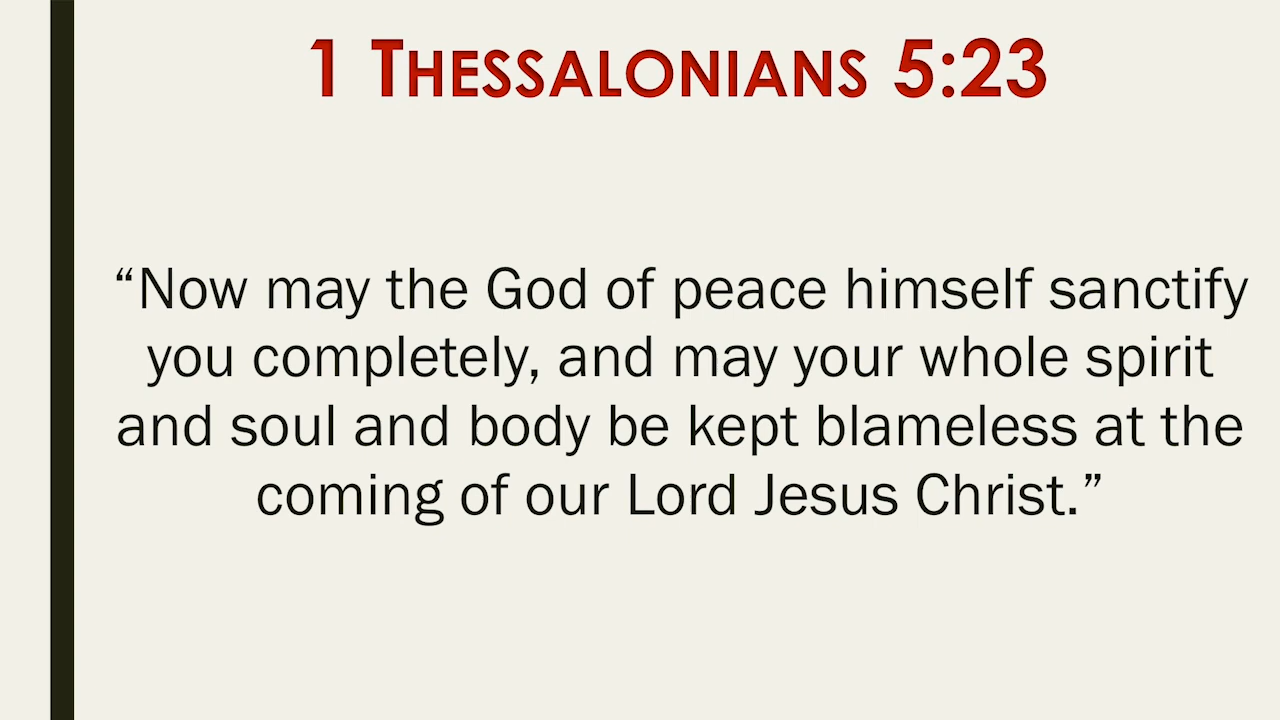 1 Thessalonians 5:23
“Now may the God of peace himself sanctify
you completely, and may your whole spirit
and soul and body be kept blameless at the
coming of our Lord Jesus Christ.”